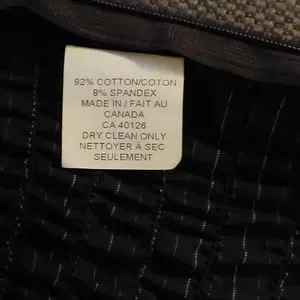 92% COTTON/COTON
8% SPANDEX
MADE IN / FAIT AU
CANADA
CA 40126
DRY CLEAN ONLY
NETTOYER À SEC
SEULEMENT